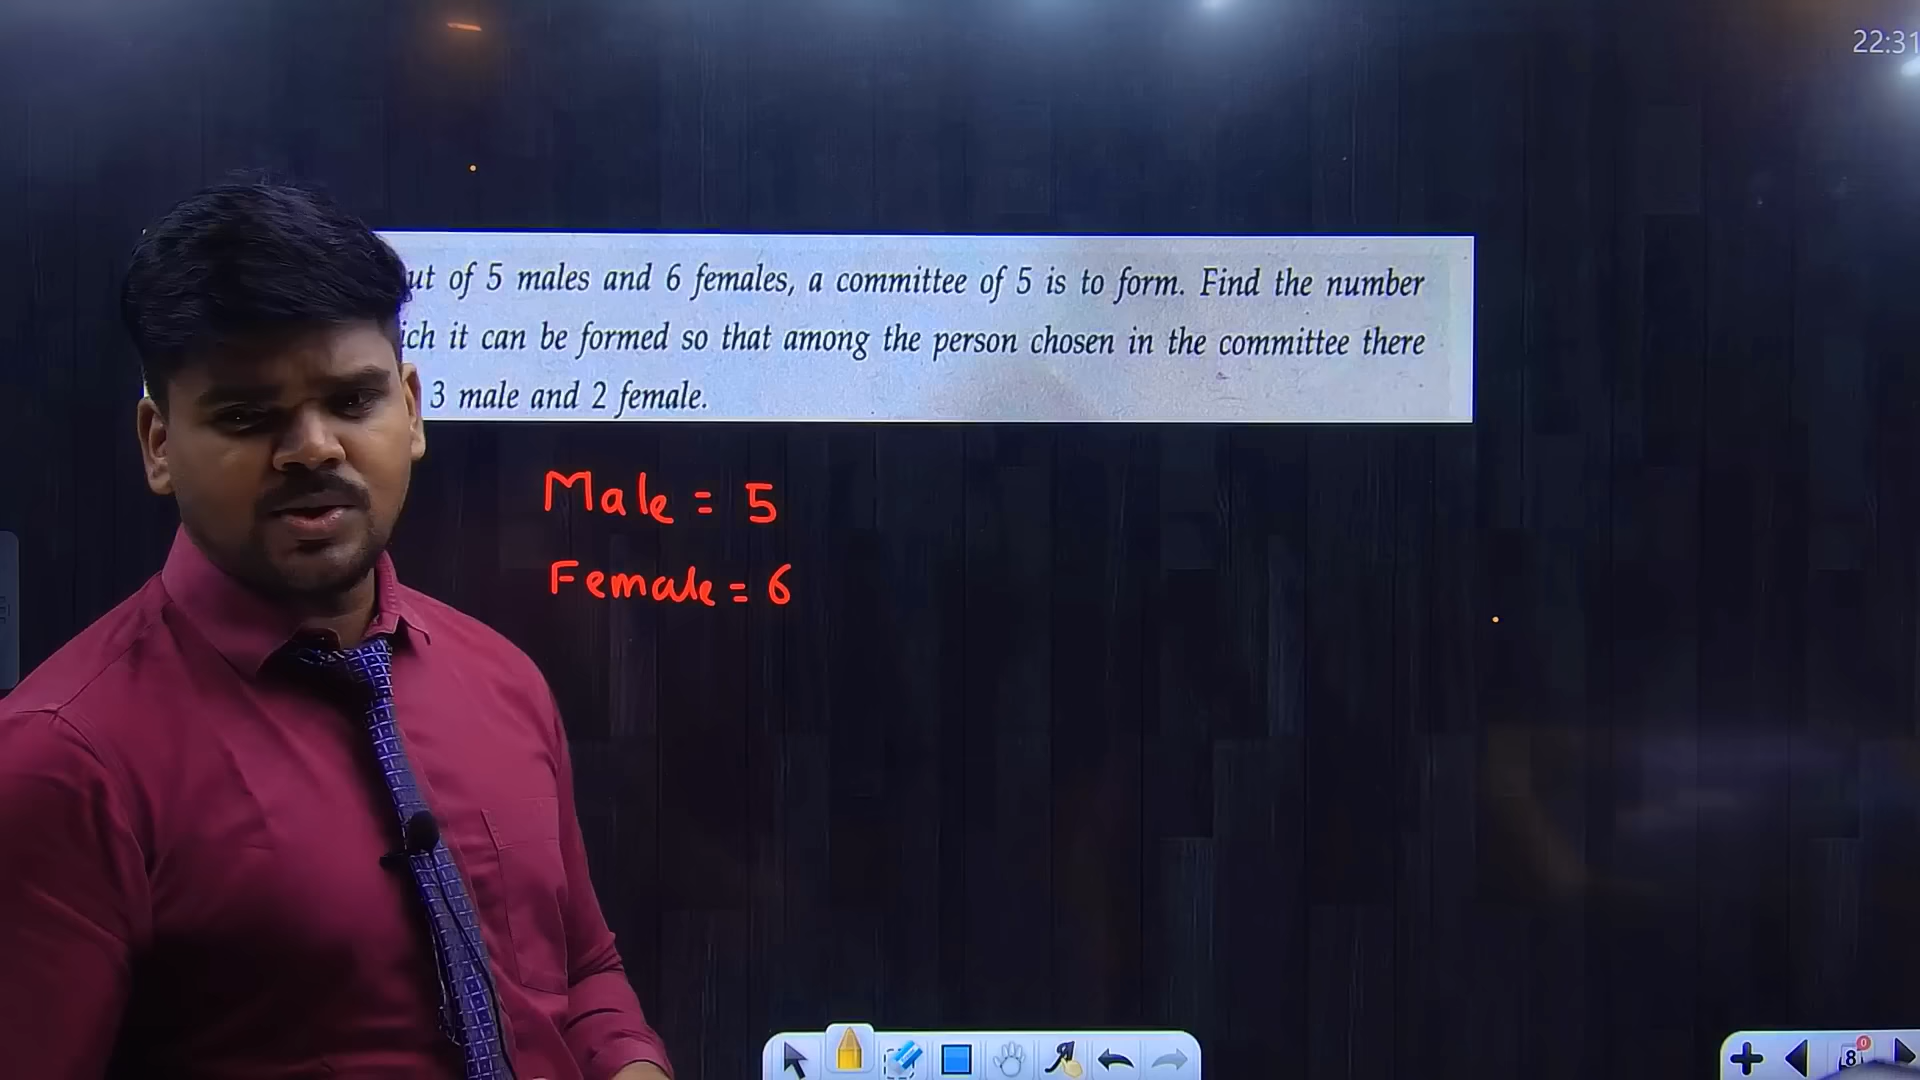 22:31
ut of 5 males and 6 females, a committee of 5 is to form. Find the number
ich it can be formed so that among the person chosen in the committee there
3 male and 2 female.
Male = 5
Female = 6
8
0